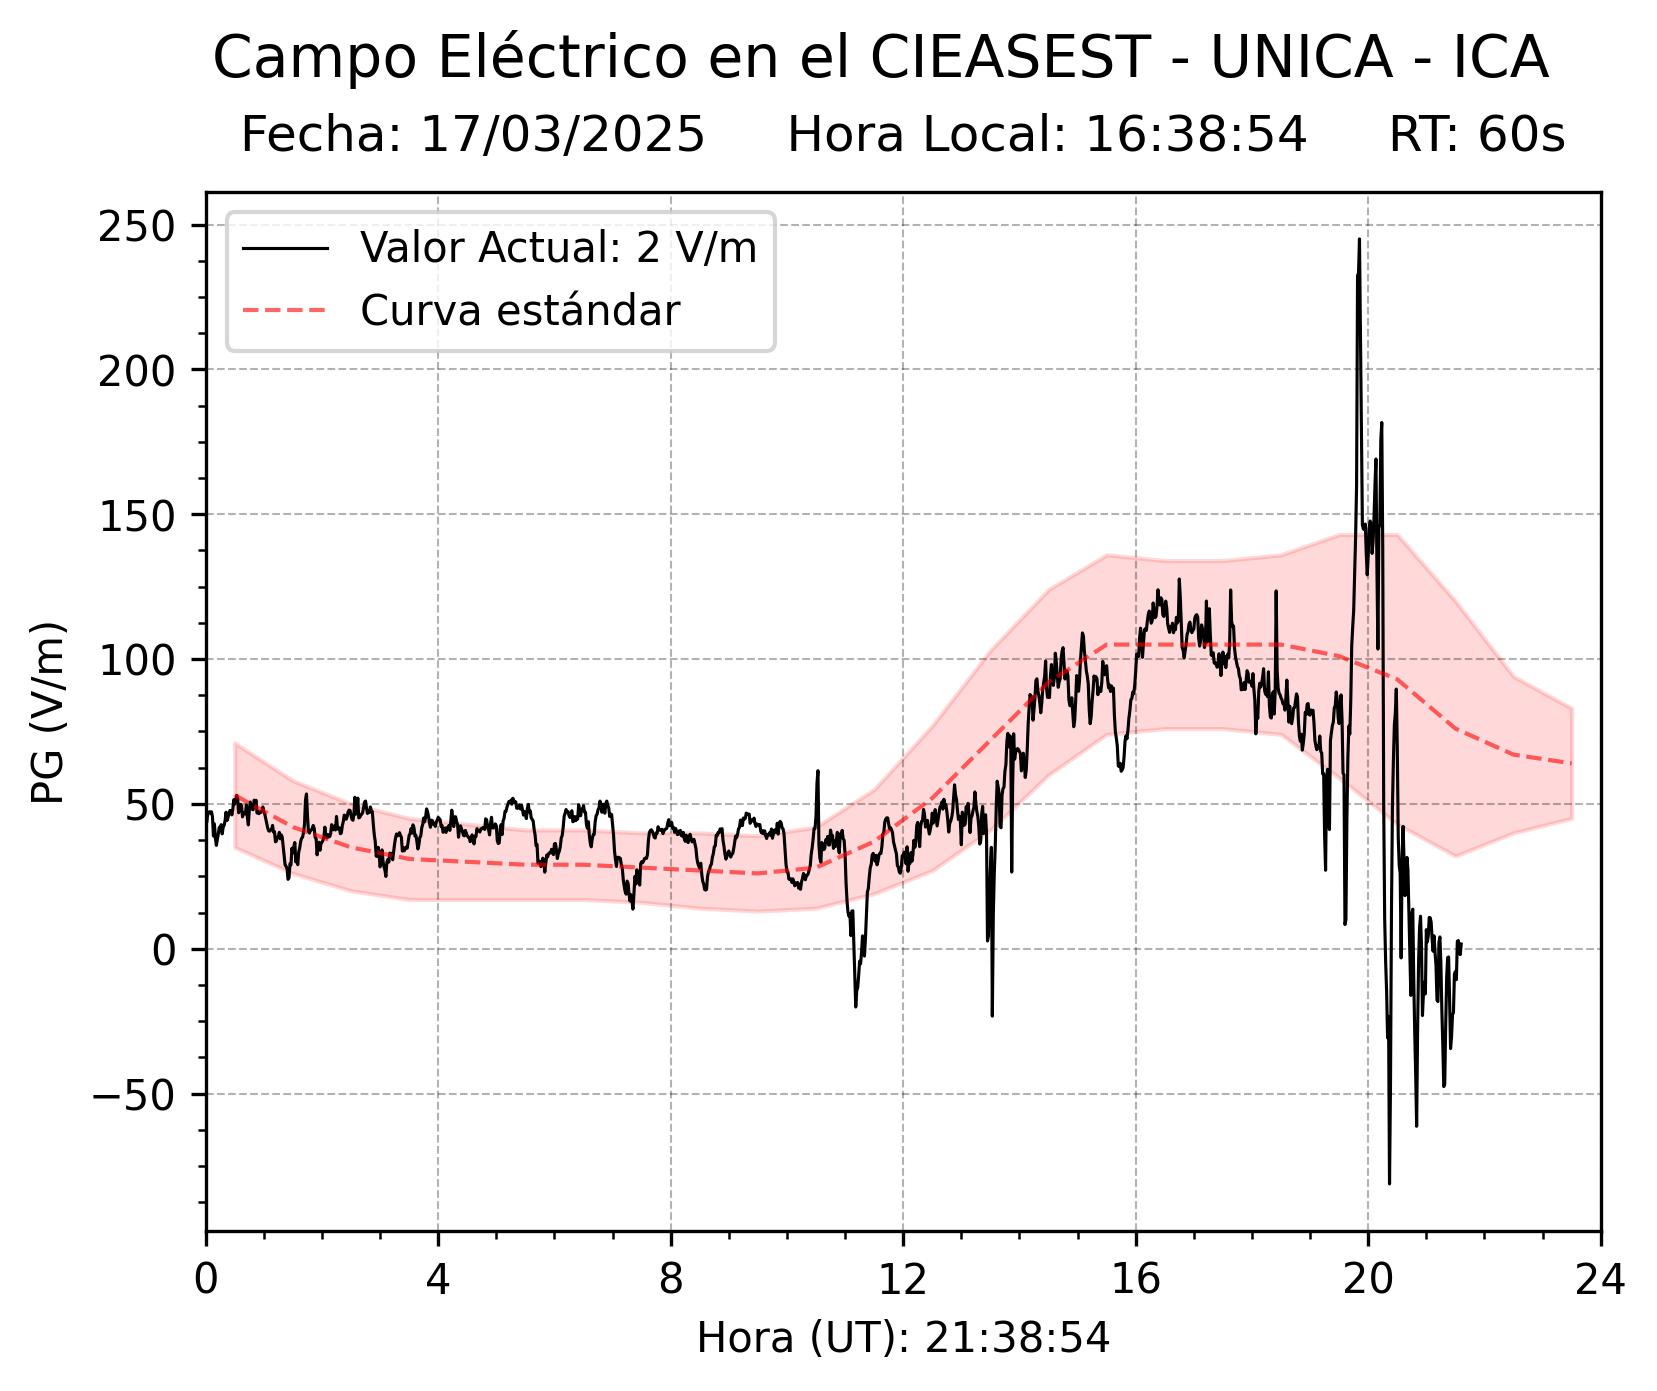 Campo Eléctrico en el CIEASEST - UNICA - ICA
Fecha: 17/03/2025 Hora Local: 16:38:54 RT: 60s
Valor Actual: 2 V/m
Curva estándar
PG (V/m)
250
200
150
100
50
0
−50
0 4 8 12 16 20 24
Hora (UT): 21:38:54